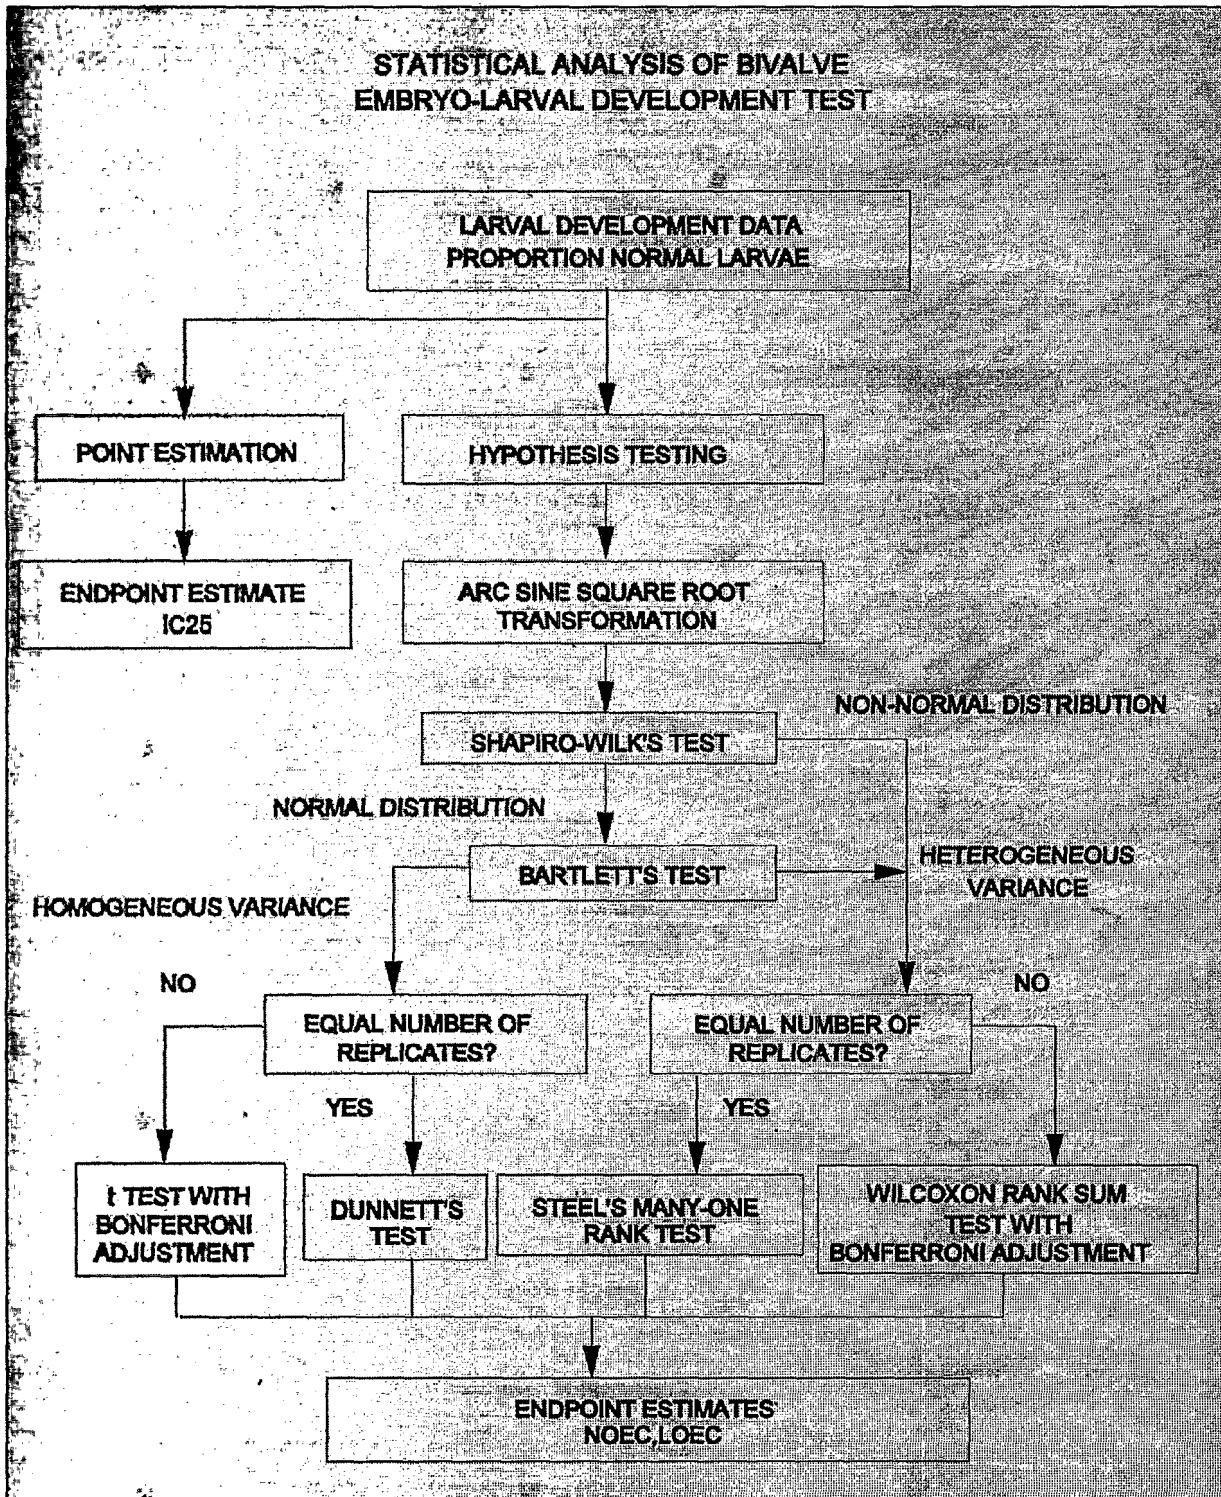 STATISTICAL ANALYSIS OF BIVALVE
EMBRYO-LARVAL DEVELOPMENT TEST
LARVAL DEVELOPMENT DATA
PROPORTION NORMAL LARVAE
POINT ESTIMATION
HYPOTHESIS TESTING
ENDPOINT ESTIMATE
IC25
ARC SINE SQUARE ROOT
TRANSFORMATION
NON-NORMAL DISTRIBUTION
SHAPIRO-WILK'S TEST
NORMAL DISTRIBUTION
BARTLETT'S TEST
HETEROGENEOUS
VARIANCE
HOMOGENEOUS VARIANCE
NO
NO
EQUAL NUMBER OF
REPLICATES?
EQUAL NUMBER OF
REPLICATES?
YES
YES
t TEST WITH
BONFERRONI
ADJUSTMENT
DUNNETT'S
TEST
STEEL'S MANY-ONE
RANK TEST
WILCOXON RANK SUM
TEST WITH
BONFERRONI ADJUSTMENT
ENDPOINT ESTIMATES
NOEC,LOEC